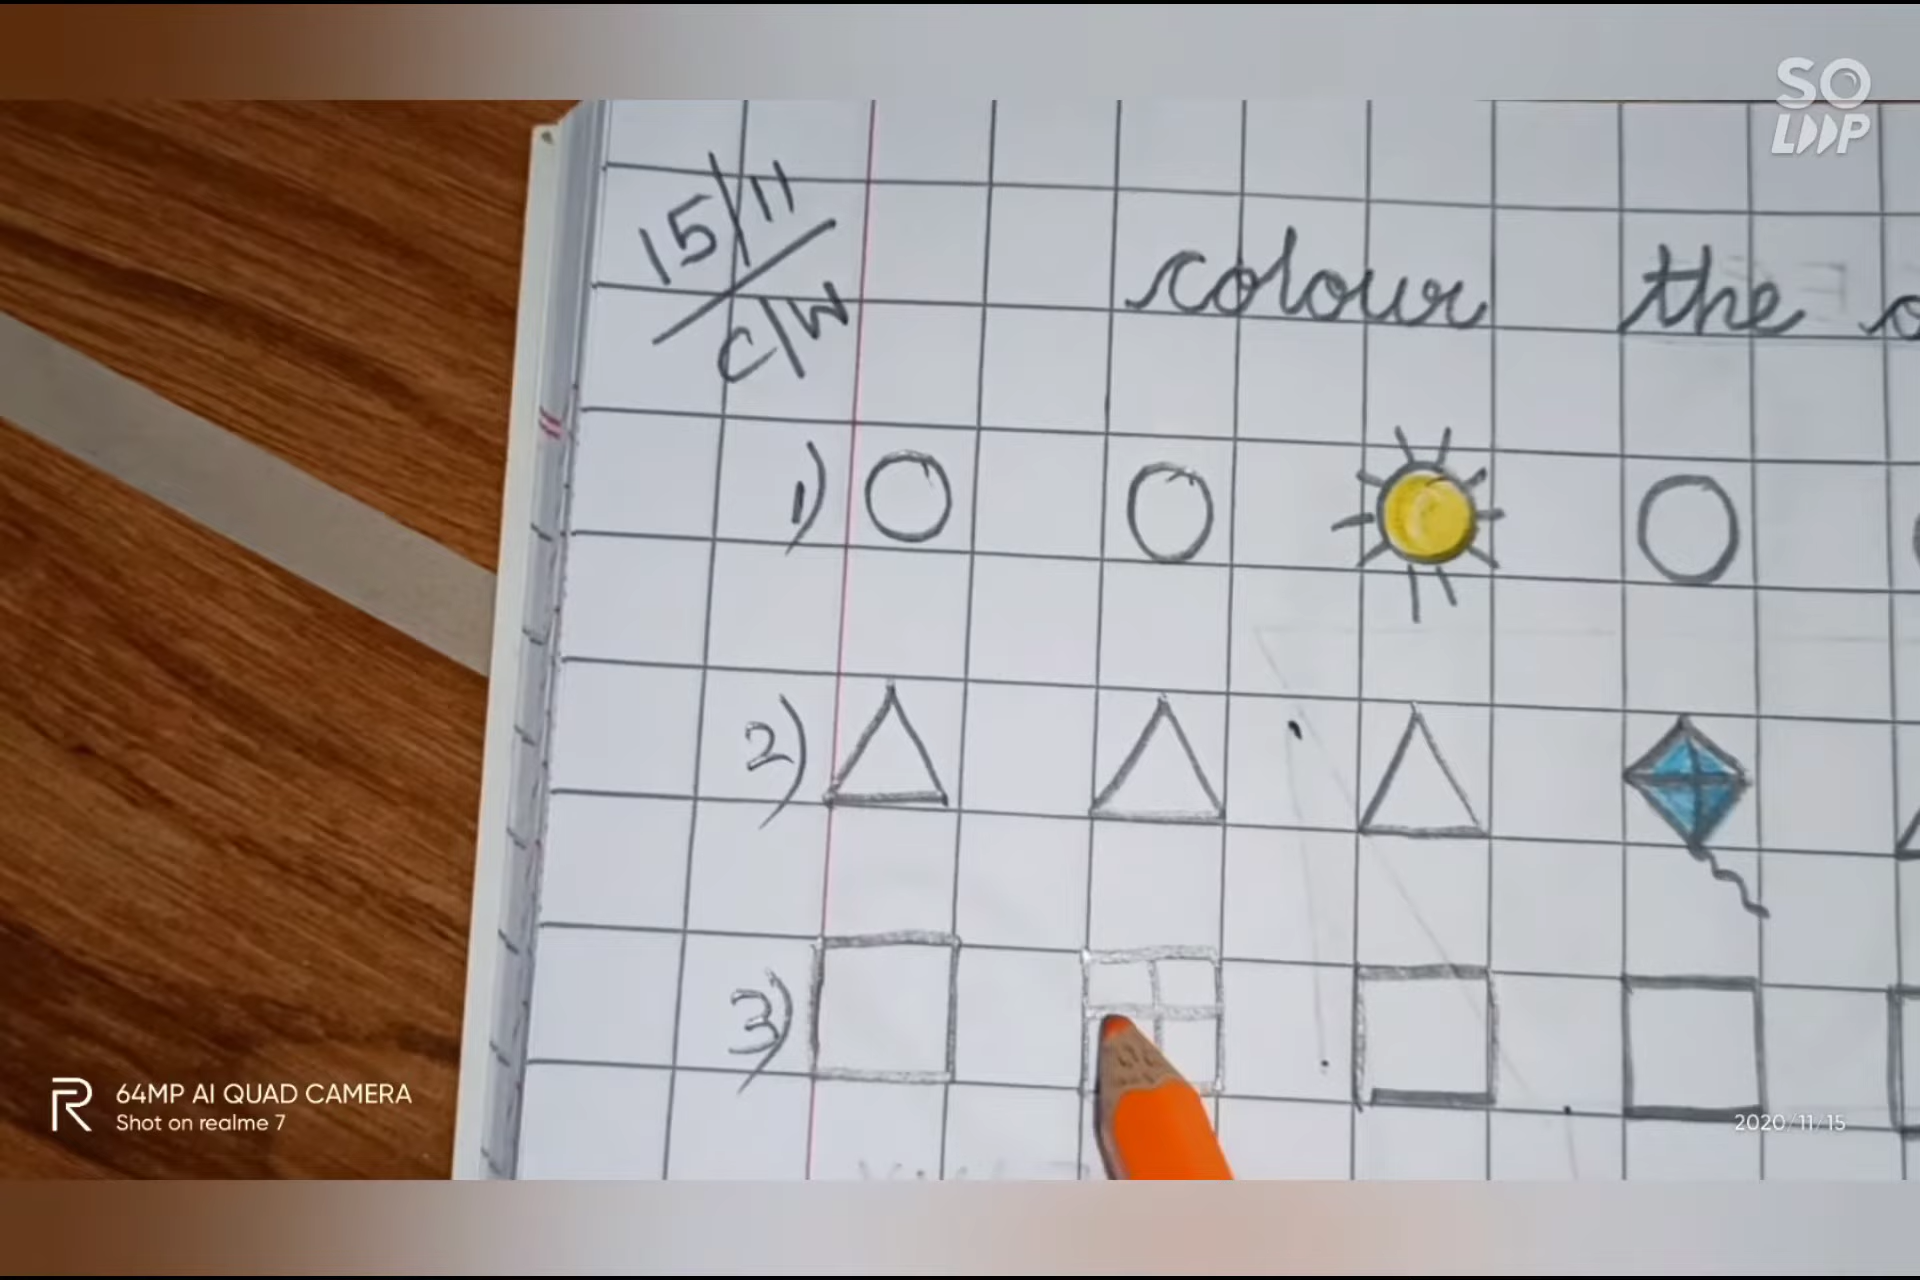 SO
LOOP
15/11
C/W
colour the
1)
2)
3)
64MP AI QUAD CAMERA
Shot on realme 7
2020/11/15